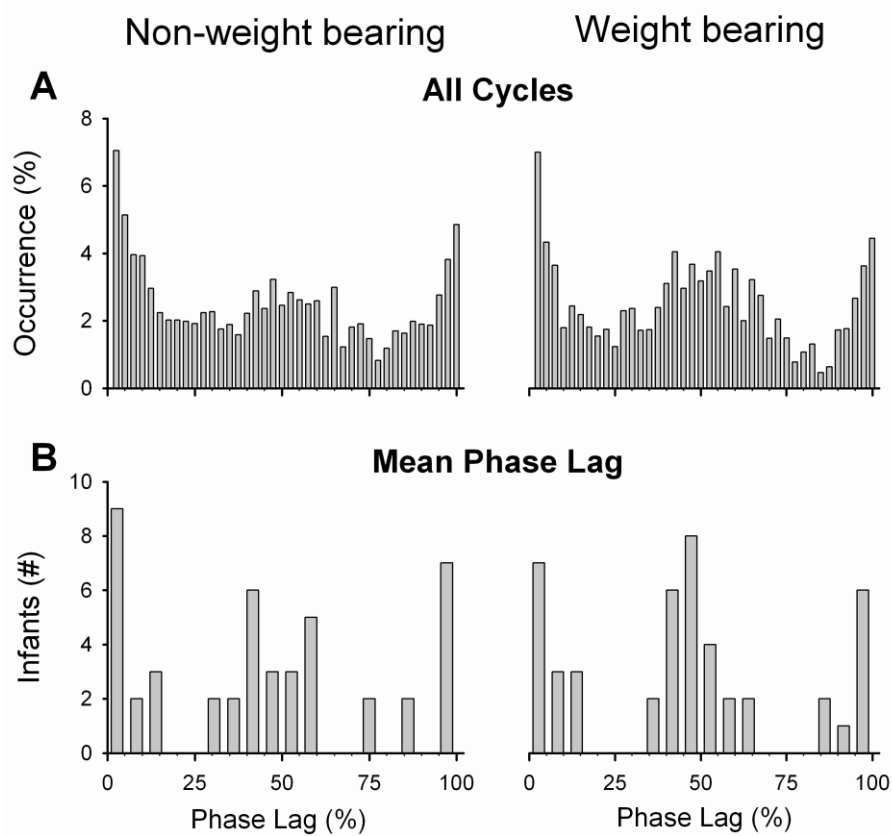 Non-weight bearing Weight bearing
A All Cycles
8
6
4
2
0
Occurrence (%)
B Mean Phase Lag
10
8
6
4
2
0
Infants (#)
0 25 50 75 100 0 25 50 75 100
Phase Lag (%) Phase Lag (%)